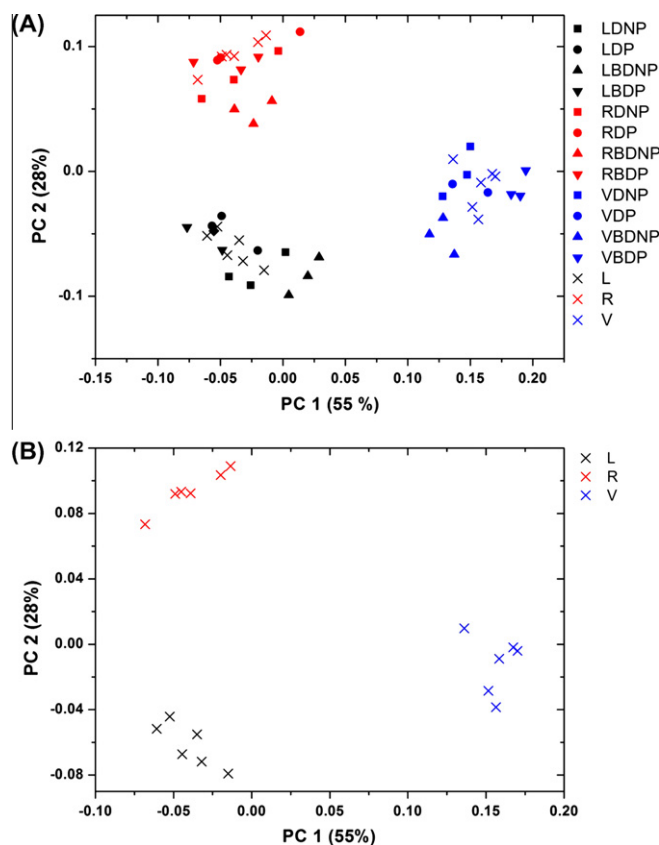 (A)
0.1
0.0
-0.1
PC 2 (28%)
-0.15
-0.10
-0.05
0.00
0.05
0.10
0.15
0.20
PC 1 (55 %)
LDNP
LDP
LBDNP
LBDP
RDNP
RDP
RBDNP
RBDP
VDNP
VDP
VBDNP
VBDP
L
R
V
(B)
0.12
0.08
0.04
0.00
-0.04
-0.08
PC 2 (28%)
-0.10
-0.05
0.00
0.05
0.10
0.15
0.20
PC 1 (55%)
L
R
V